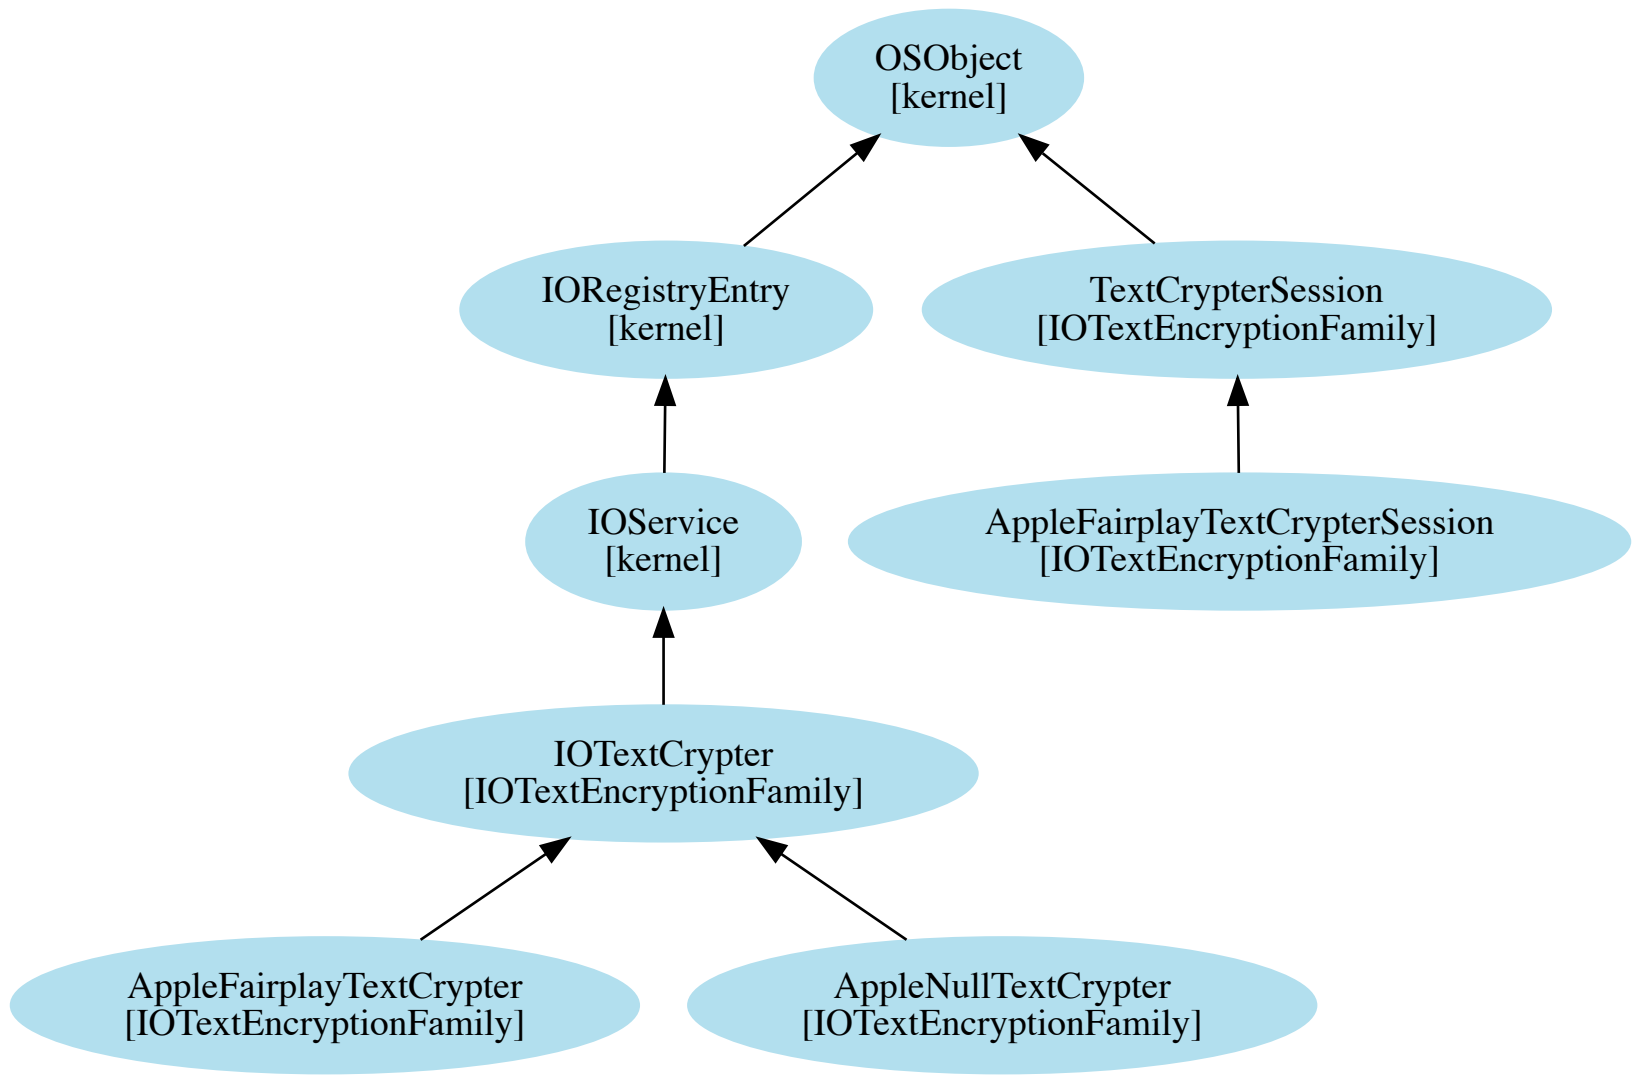 OSObject
[kernel]
IORegistryEntry
[kernel]
TextCrypterSession
[IOTextEncryptionFamily]
IOService
[kernel]
AppleFairplayTextCrypterSession
[IOTextEncryptionFamily]
IOTextCrypter
[IOTextEncryptionFamily]
AppleFairplayTextCrypter
[IOTextEncryptionFamily]
AppleNullTextCrypter
[IOTextEncryptionFamily]